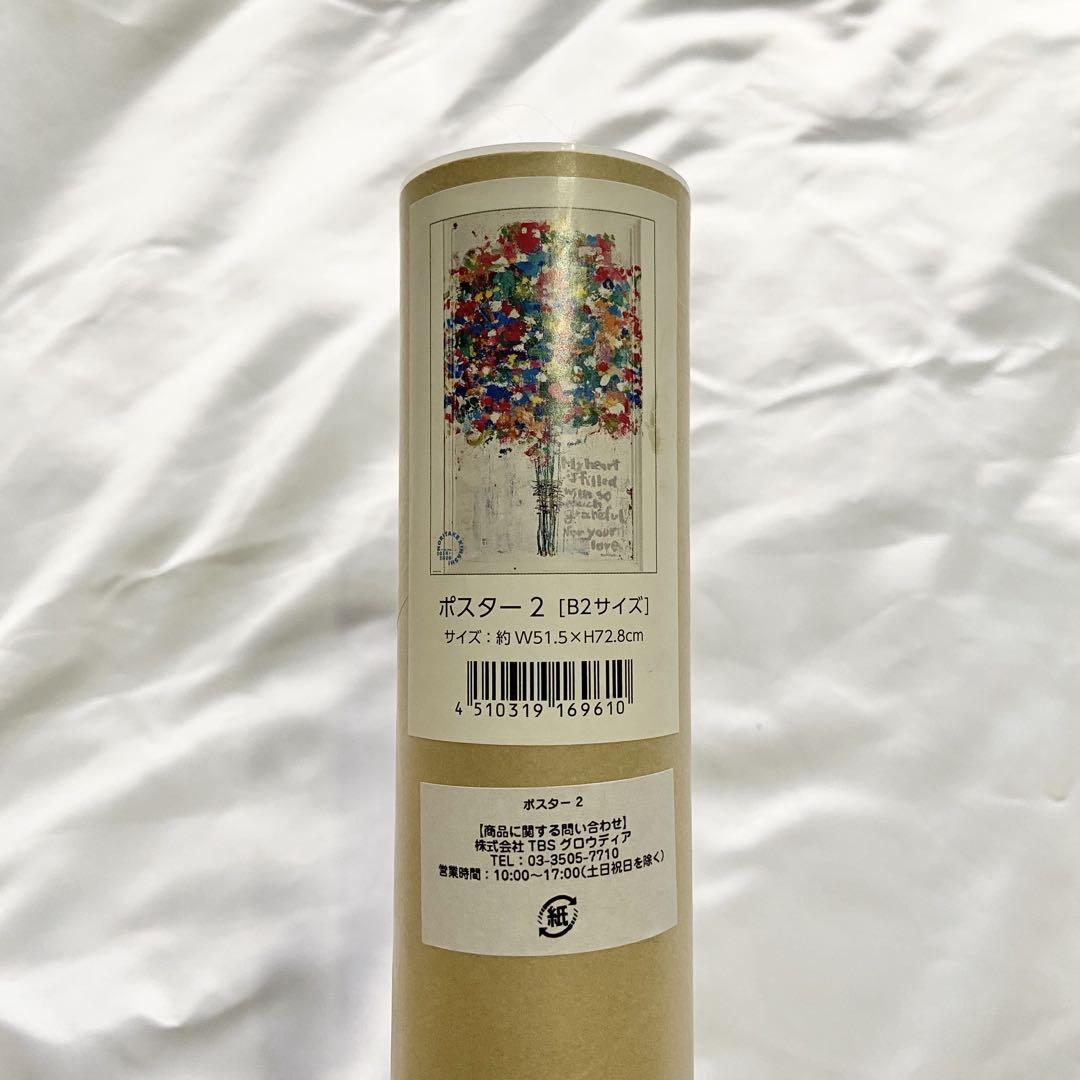 My heart
is filled
with so
much
grateful
for your
love.
NORITAKE KINASHI
ポスター 2 [B2サイズ]
サイズ：約 W51.5×H72.8cm
4 510319 169610
ポスター 2
【商品に関する問い合わせ】
株式会社 TBS グロウディア
TEL：03-3505-7710
営業時間：10:00～17:00(土日祝日を除く)
紙